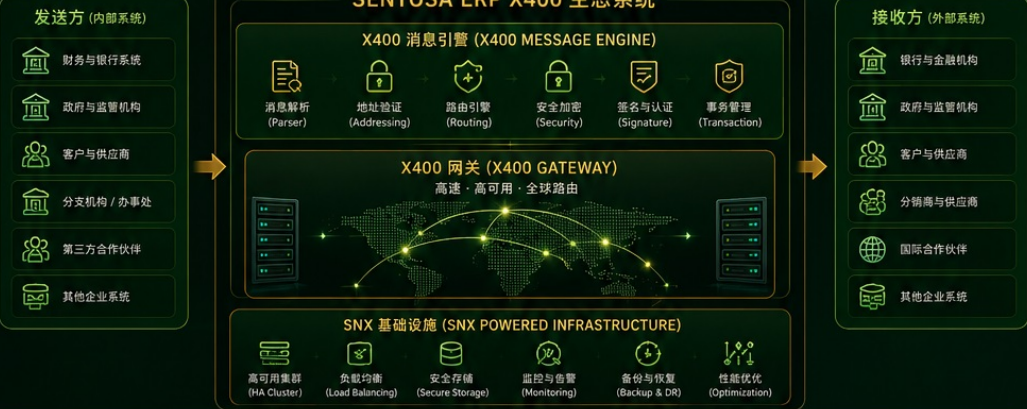 SENTOSA ERP X400 生态系统
发送方 (内部系统)
财务与银行系统
政府与监管机构
客户与供应商
分支机构 / 办事处
第三方合作伙伴
其他企业系统
X400 消息引擎 (X400 MESSAGE ENGINE)
消息解析
(Parser)
地址验证
(Addressing)
路由引擎
(Routing)
安全加密
(Security)
签名与认证
(Signature)
事务管理
(Transaction)
X400 网关 (X400 GATEWAY)
高速 · 高可用 · 全球路由
SNX 基础设施 (SNX POWERED INFRASTRUCTURE)
高可用集群
(HA Cluster)
负载均衡
(Load Balancing)
安全存储
(Secure Storage)
监控与告警
(Monitoring)
备份与恢复
(Backup & DR)
性能优优
(Optimization)
接收方 (外部系统)
银行与金融机构
政府与监管机构
客户与供应商
分销商与供应商
国际合作伙伴
其他企业系统